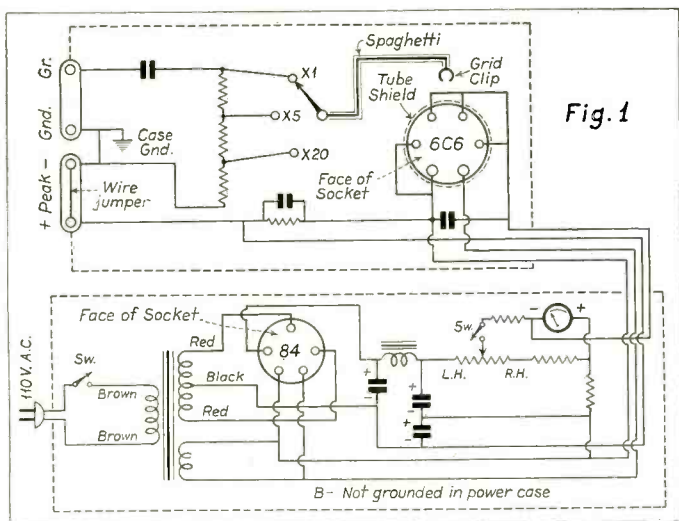 Gr.
Gnd.
Peak -
+
Case
Gnd.
Wire
jumper
X1
X5
X20
Spaghetti
Grid
Clip
Tube
Shield
6C6
Face of
Socket
Fig. 1
110 V. A.C.
Sw.
Brown
Brown
Face of Socket
Red
Black
Red
84
+
-
+
-
+
-
Sw.
L.H.
R.H.
-
+
B- Not grounded in power case